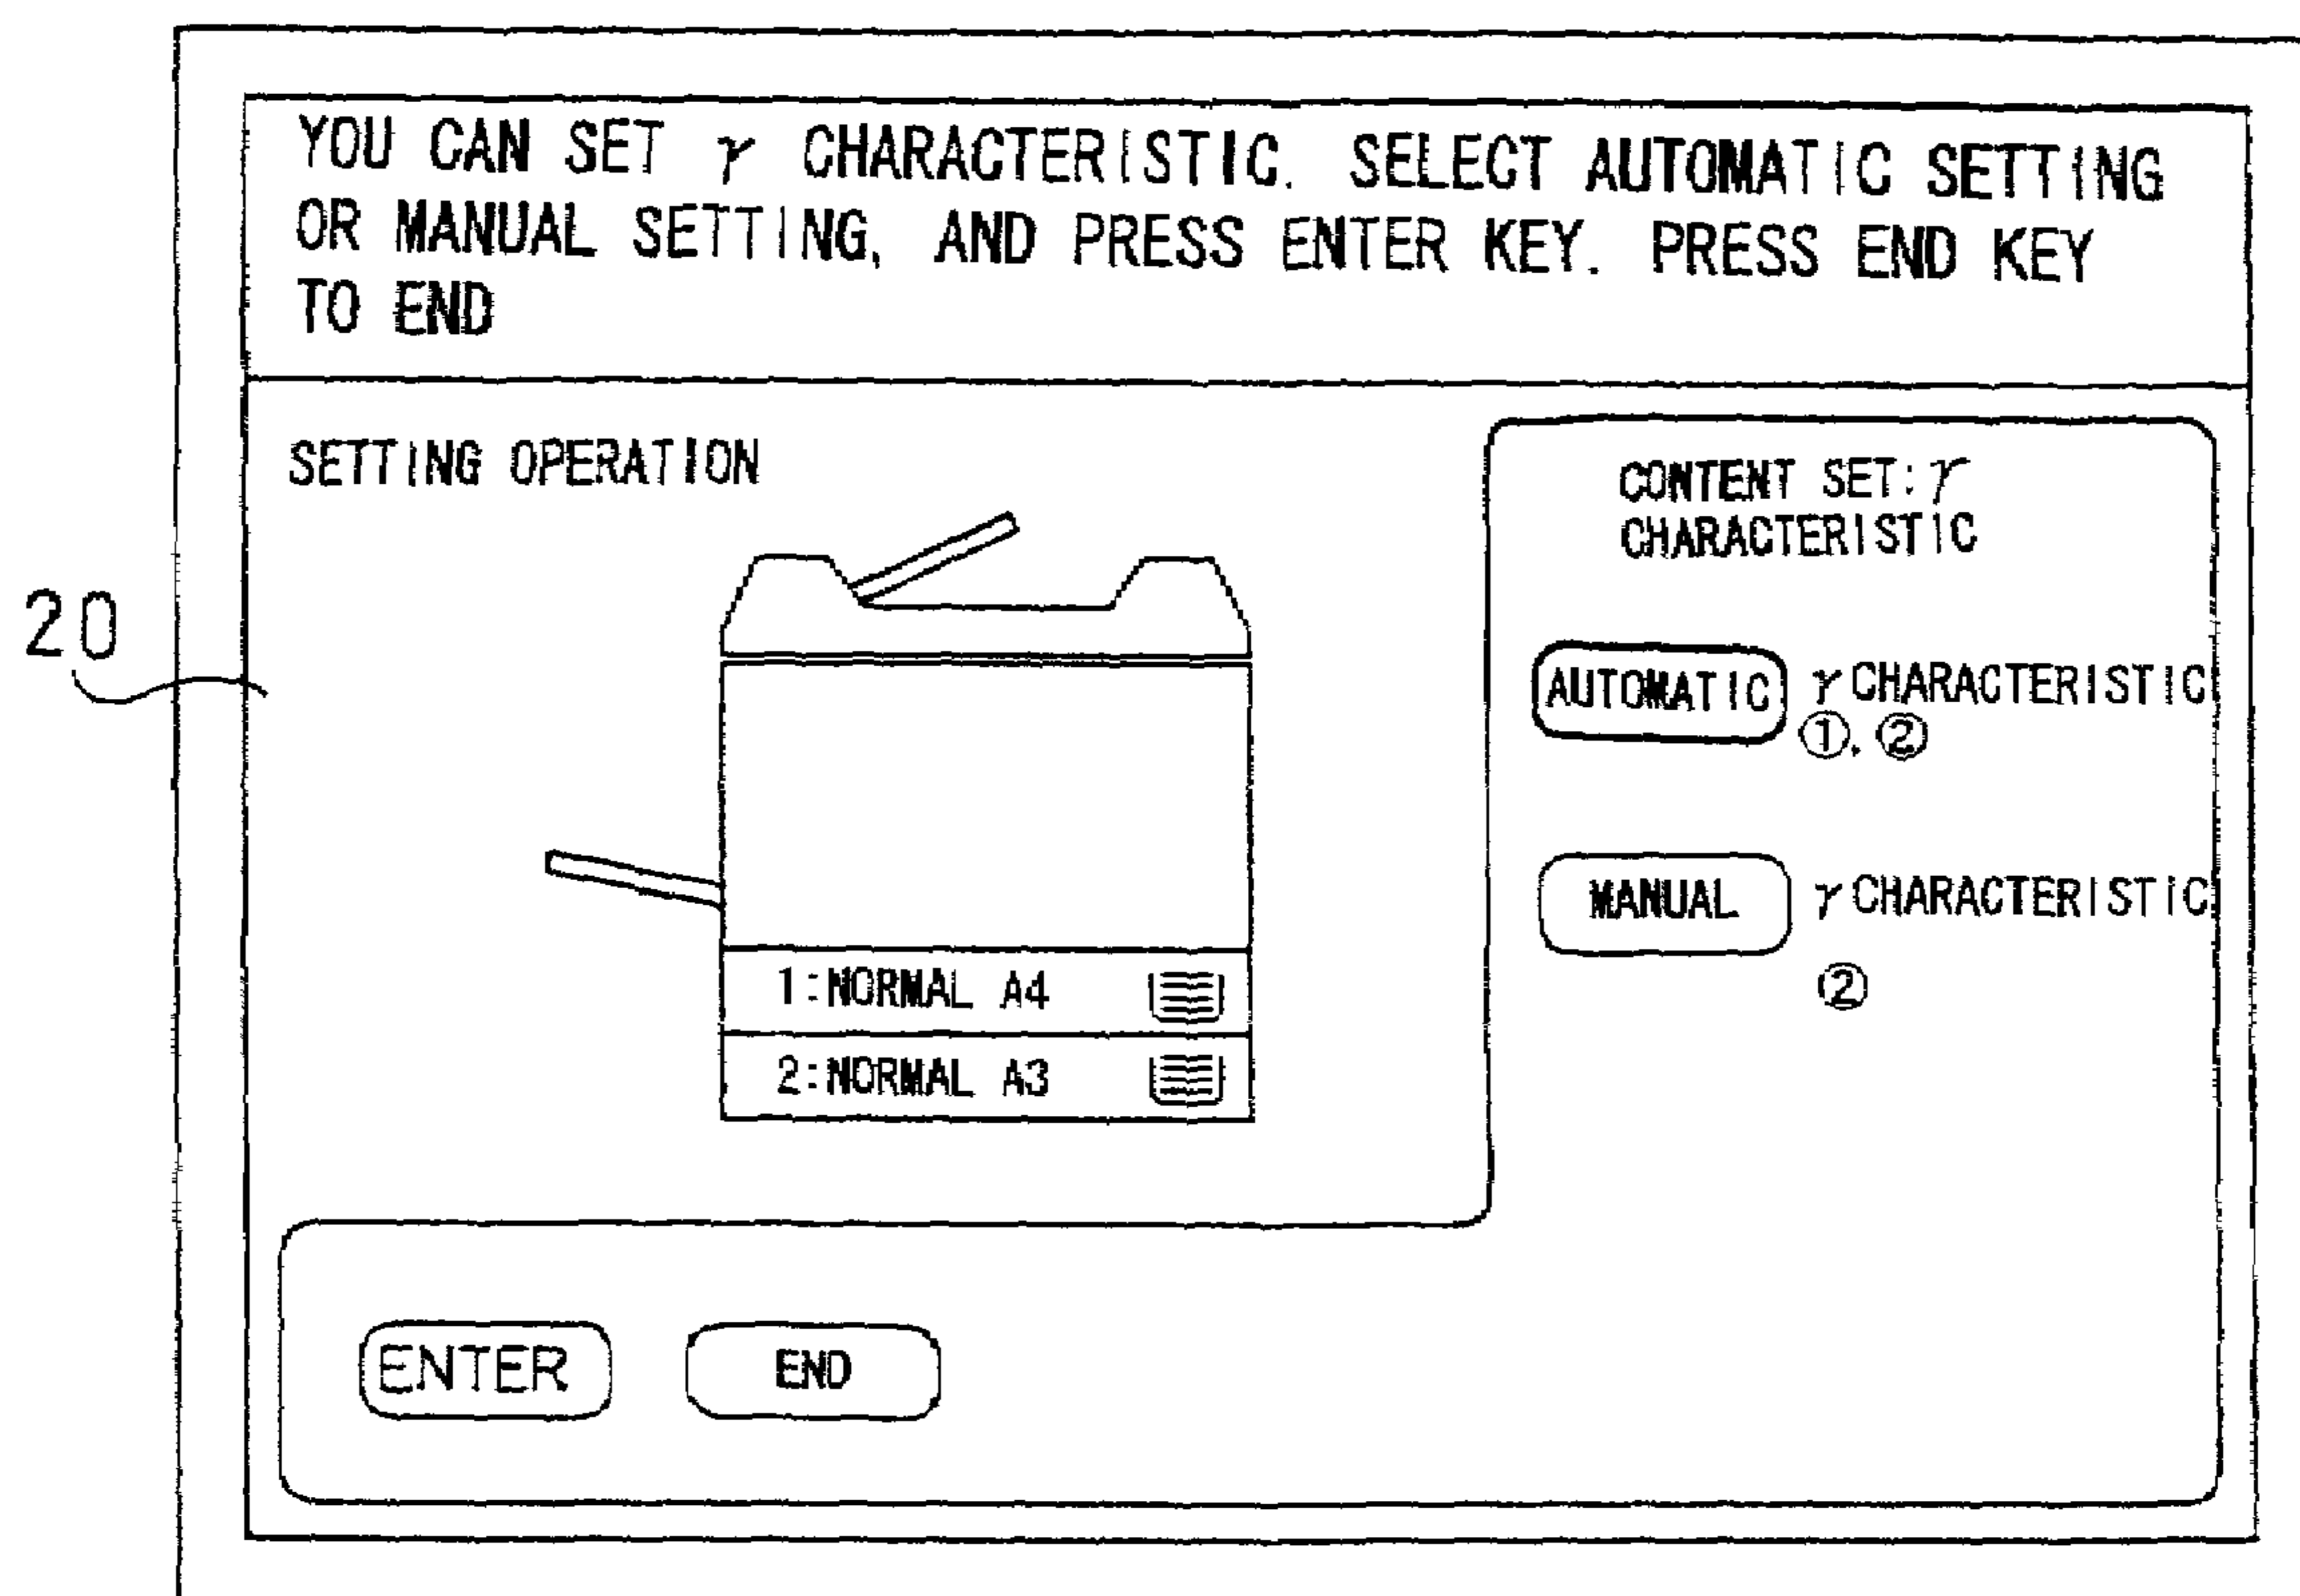 YOU CAN SET γ CHARACTERISTIC. SELECT AUTOMATIC SETTING
OR MANUAL SETTING, AND PRESS ENTER KEY. PRESS END KEY
TO END
SETTING OPERATION
CONTENT SET:γ
CHARACTERISTIC
20
AUTOMATIC γ CHARACTERISTIC
①. ②
MANUAL γ CHARACTERISTIC
②
1:NORMAL A4
2:NORMAL A3
ENTER END